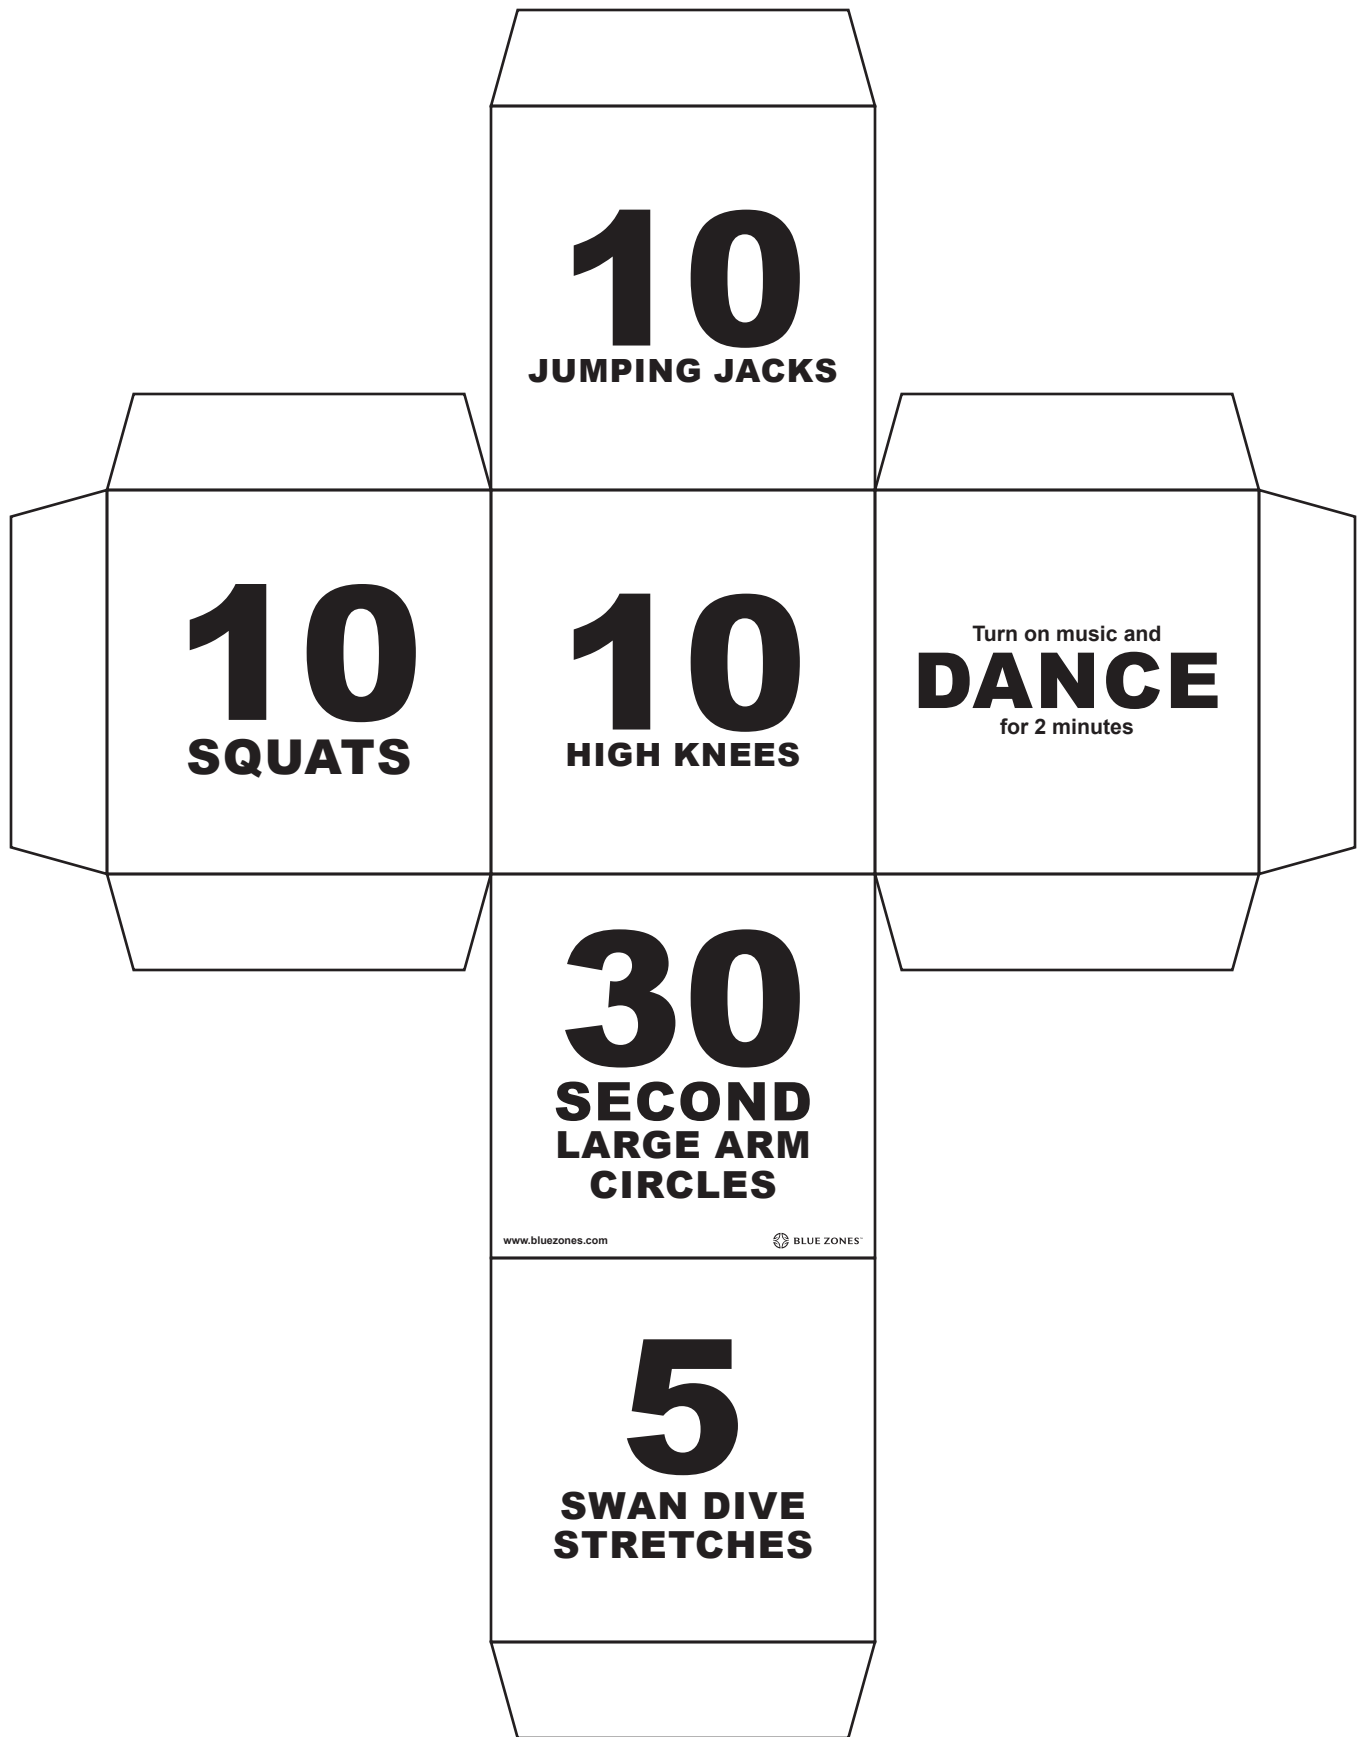 10
JUMPING JACKS
10
SQUATS
10
HIGH KNEES
Turn on music and
DANCE
for 2 minutes
30
SECOND
LARGE ARM
CIRCLES
www.bluezones.com
BLUE ZONES™
5
SWAN DIVE
STRETCHES